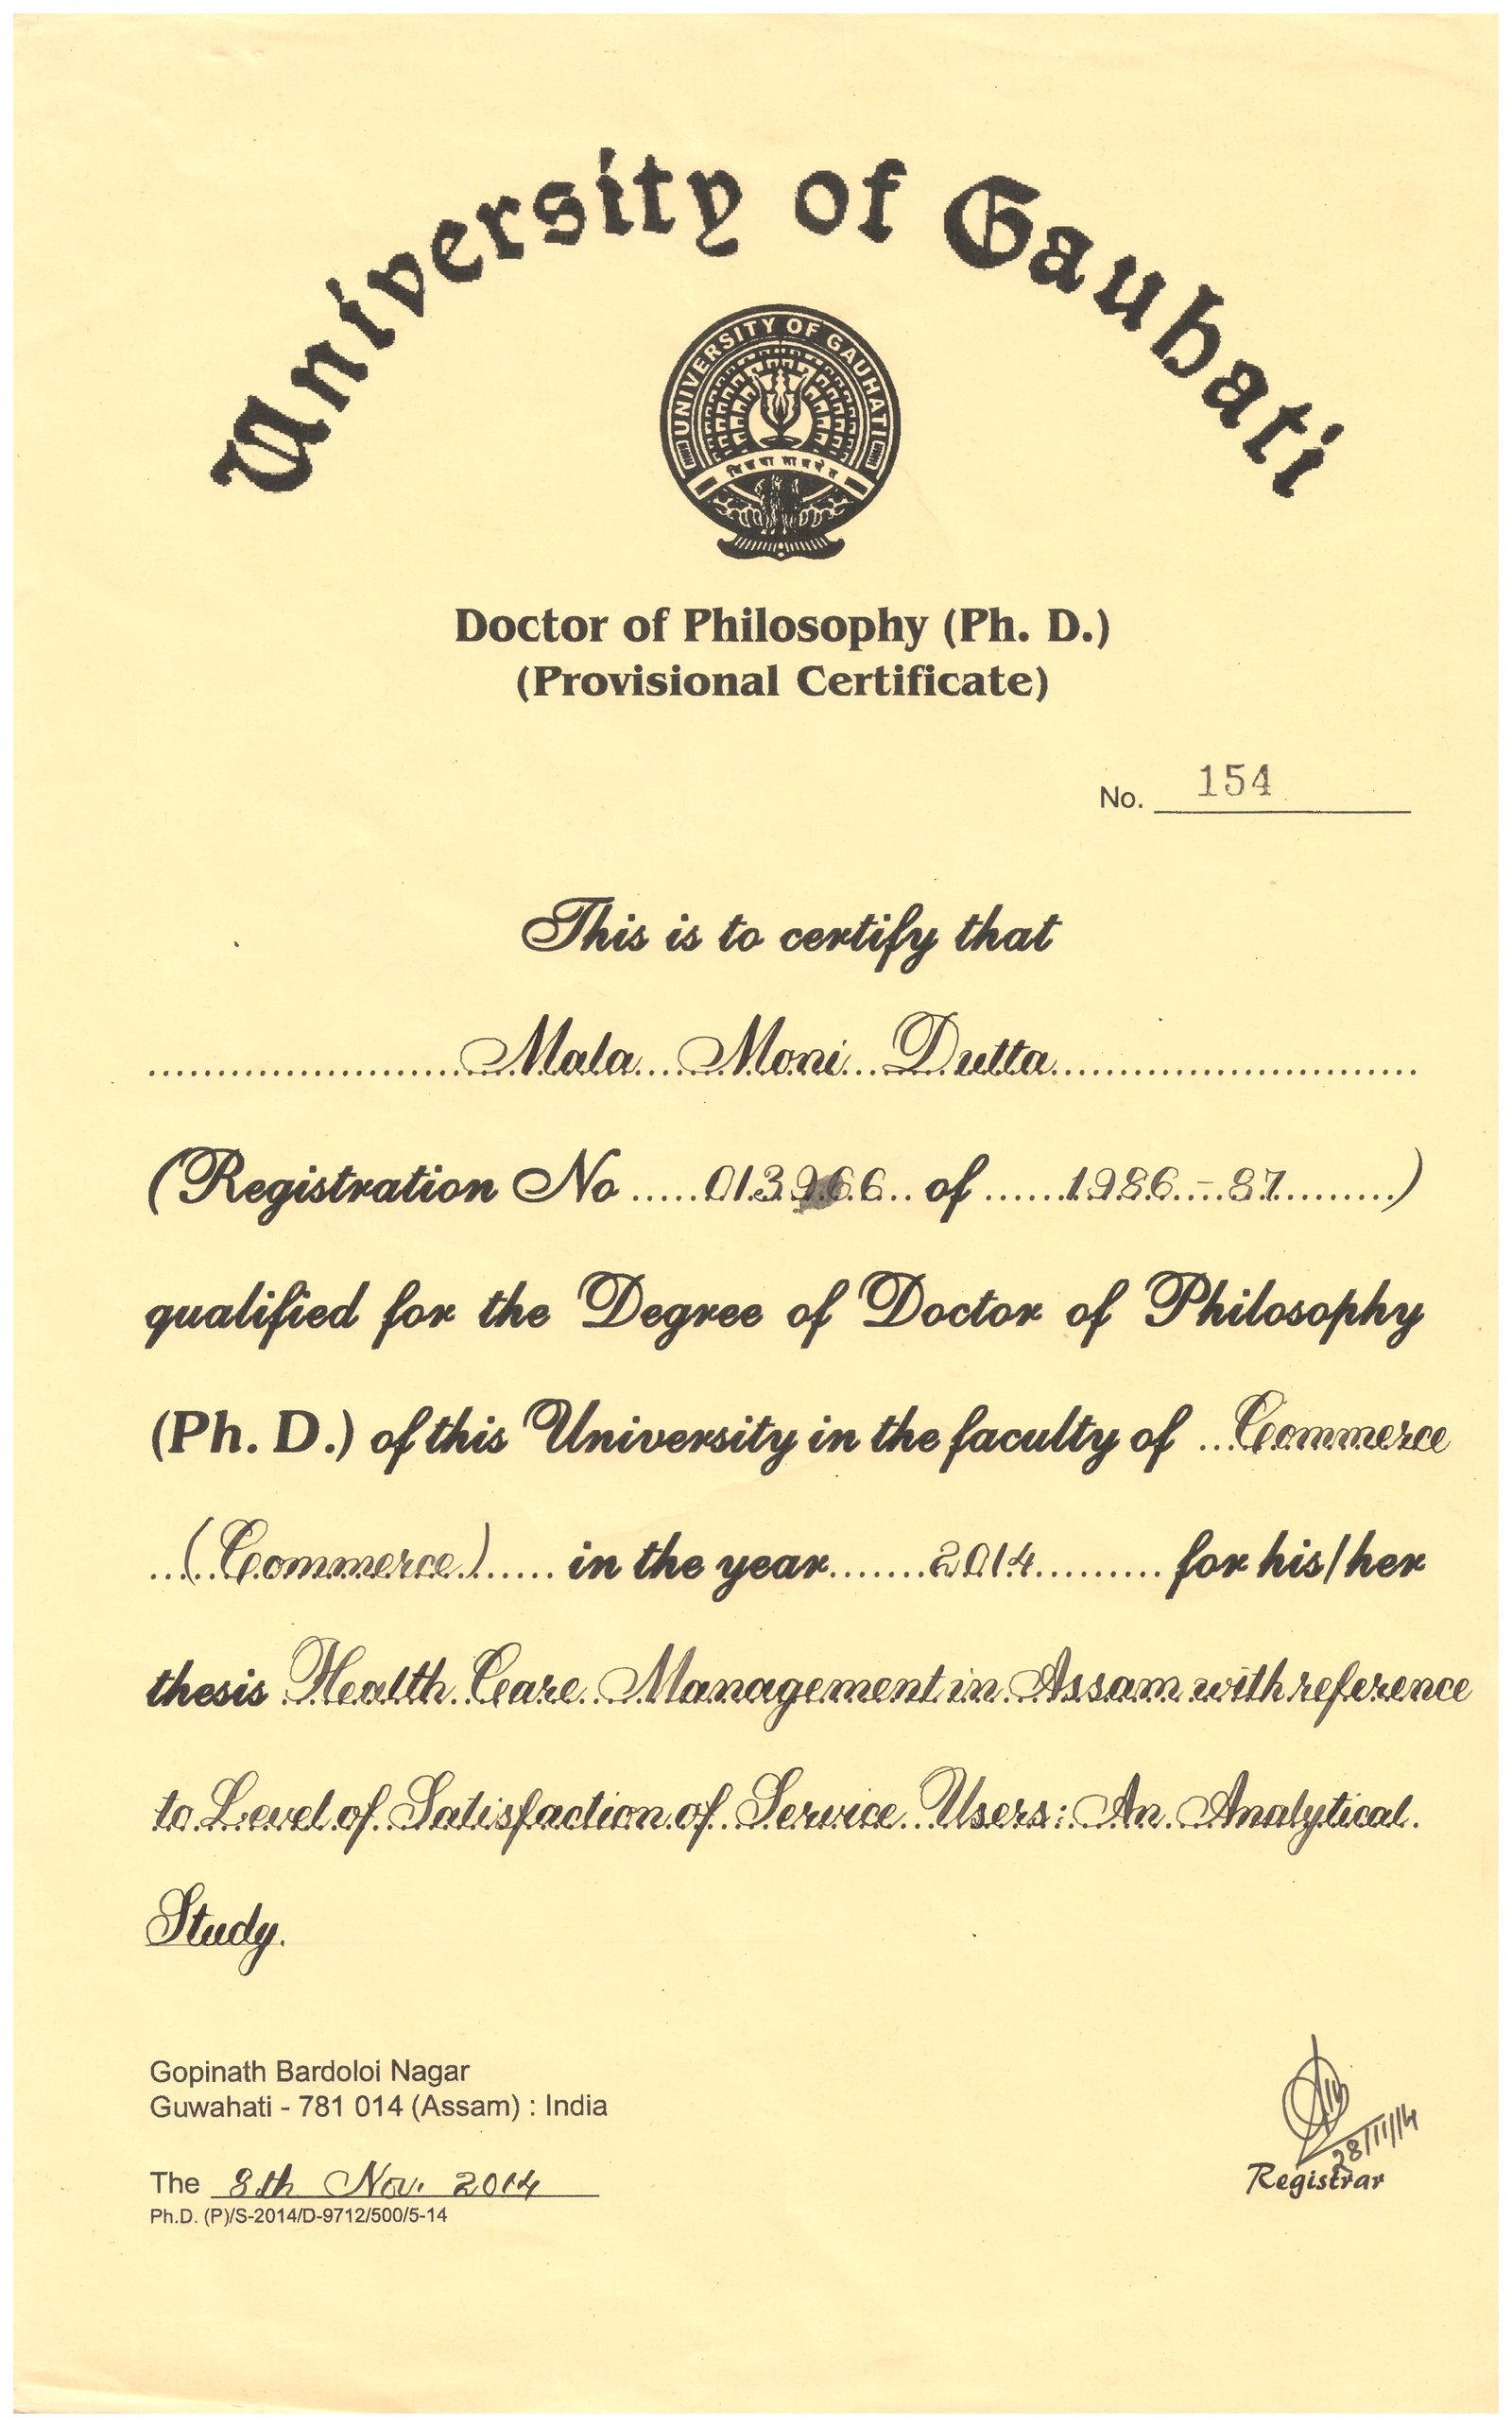 University of Gauhati
UNIVERSITY OF GAUHATI
Doctor of Philosophy (Ph. D.)
(Provisional Certificate)
No. 154
This is to certify that
Mala Moni Dutta
(Registration No 013966 of 1986-87)
qualified for the Degree of Doctor of Philosophy
(Ph. D.) of this University in the faculty of Commerce
(Commerce) in the year 2014 for his/her
thesis Health Care Management in Assam with reference
to Level of Satisfaction of Service Users: An Analytical
Study.
Gopinath Bardoloi Nagar
Guwahati - 781 014 (Assam) : India
The 8th Nov. 2014
Ph.D. (P)/S-2014/D-9712/500/5-14
28/11/14
Registrar